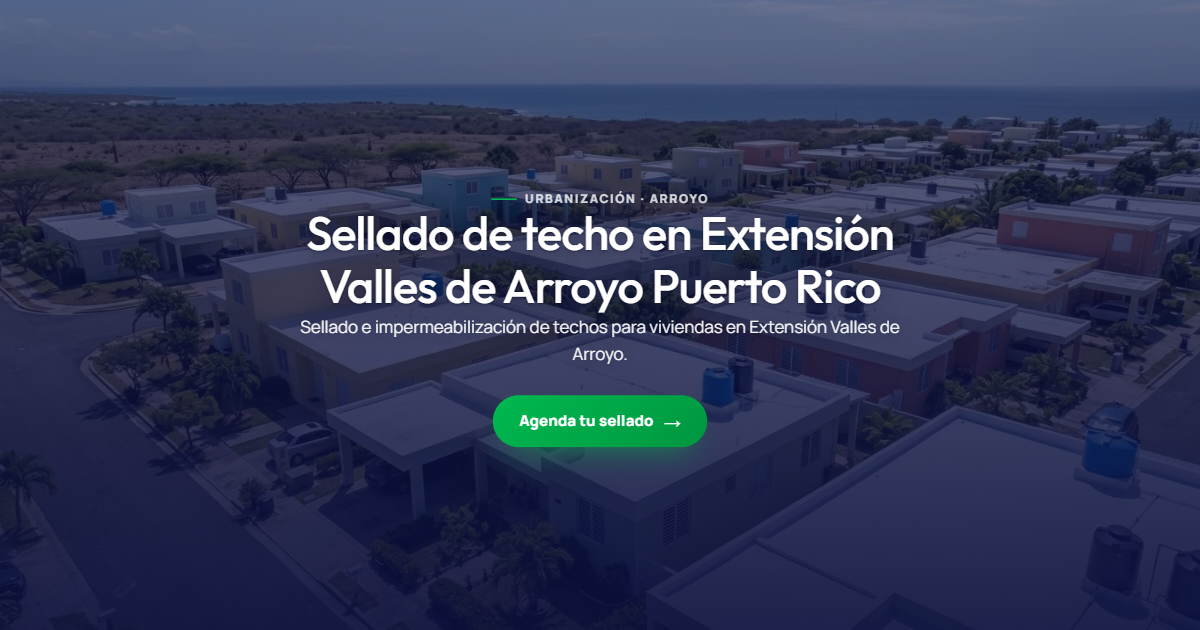 URBANIZACIÓN · ARROYO
Sellado de techo en Extensión
Valles de Arroyo Puerto Rico
Sellado e impermeabilización de techos para viviendas en Extensión Valles de
Arroyo.
Agenda tu sellado →